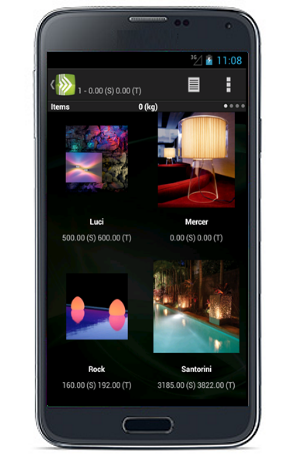 3G 11:08
1 - 0.00 (S) 0.00 (T)
Items 0 (kg)
Luci Mercer
500.00 (S) 600.00 (T) 0.00 (S) 0.00 (T)
Rock Santorini
160.00 (S) 192.00 (T) 3185.00 (S) 3822.00 (T)